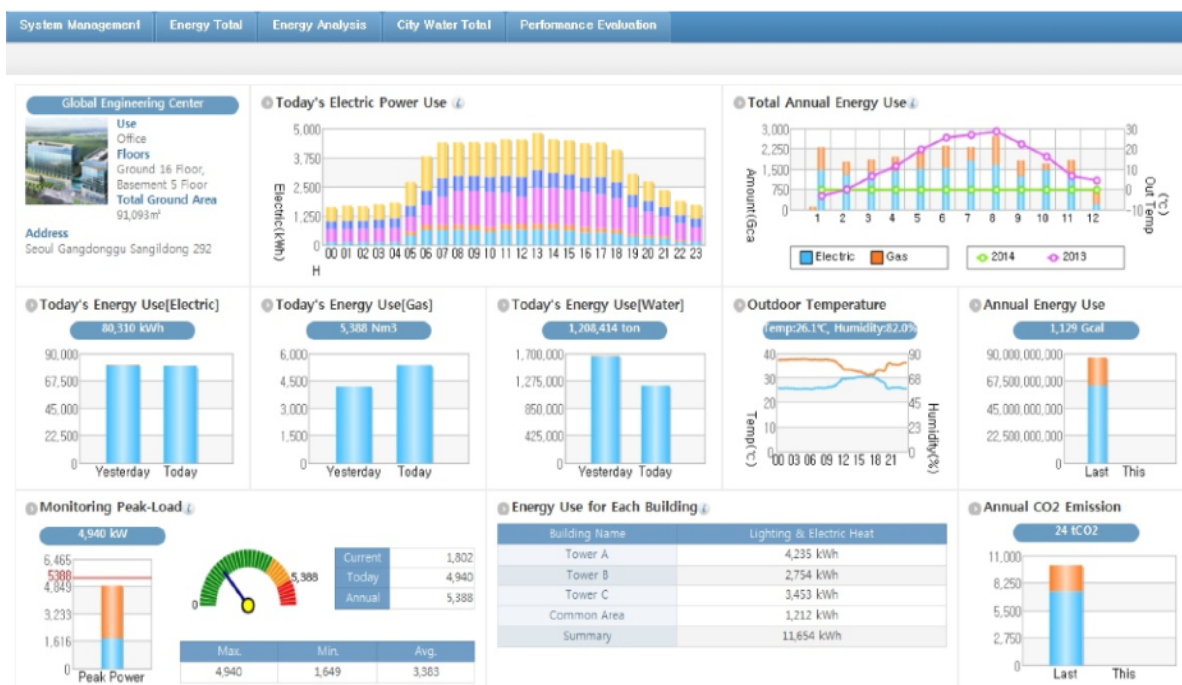 System Management Energy Total Energy Analysis City Water Total Performance Evaluation
Global Engineering Center
Use
Office
Floors
Ground 16 Floor,
Basement 5 Floor
Total Ground Area
91,093㎡
Address
Seoul Gangdonggu Sangildong 292
Today's Electric Power Use
Electric(kWh)
5,000
3,750
2,500
1,250
0
00 01 02 03 04 05 06 07 08 09 10 11 12 13 14 15 16 17 18 19 20 21 22 23
H
Total Annual Energy Use
Amount(Gca
3,000
2,250
1,500
750
0
30
20
10
0
-10
Out Temp
(℃)
1 2 3 4 5 6 7 8 9 10 11 12
Electric Gas 2014 2013
Today's Energy Use[Electric]
80,310 kWh
90,000
67,500
45,000
22,500
0
Yesterday Today
Today's Energy Use[Gas]
5,388 Nm3
6,000
4,500
3,000
1,500
0
Yesterday Today
Today's Energy Use[Water]
1,208,414 ton
1,700,000
1,275,000
850,000
425,000
0
Yesterday Today
Outdoor Temperature
Temp:26.1℃, Humidity:82.0%
Temp(℃)
40
30
20
10
0
90
68
45
23
0
Humidity(%)
00 03 06 09 12 15 18 21
Annual Energy Use
1,129 Gcal
90,000,000,000
67,500,000,000
45,000,000,000
22,500,000,000
0
Last This
Monitoring Peak-Load
4,940 kW
6,465
5388
4,849
3,233
1,616
0
Peak Power
0
5,388
Current 1,802
Today 4,940
Annual 5,388
Max. Min. Avg.
4,940 1,649 3,383
Energy Use for Each Building
Building Name Lighting & Electric Heat
Tower A 4,235 kWh
Tower B 2,754 kWh
Tower C 3,453 kWh
Common Area 1,212 kWh
Summary 11,654 kWh
Annual CO2 Emission
24 tCO2
11,000
8,250
5,500
2,750
0
Last This